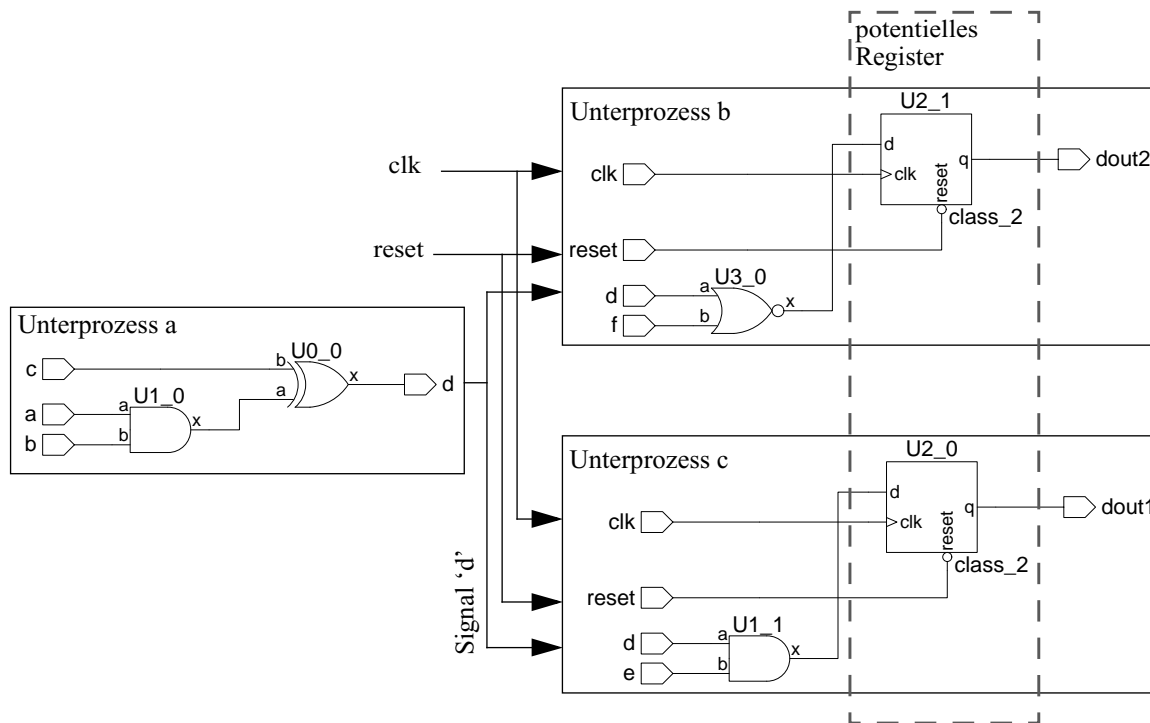 potentielles
Register
Unterprozess b
U2_1
d
q
clk
reset
class_2
dout2
clk
reset
U3_0
d
a
x
f
b
clk
reset
Unterprozess a
c
b
U0_0
a
x
d
U1_0
a
a
x
b
b
Signal ‘d’
Unterprozess c
U2_0
d
q
clk
reset
class_2
dout1
clk
reset
U1_1
d
a
x
e
b